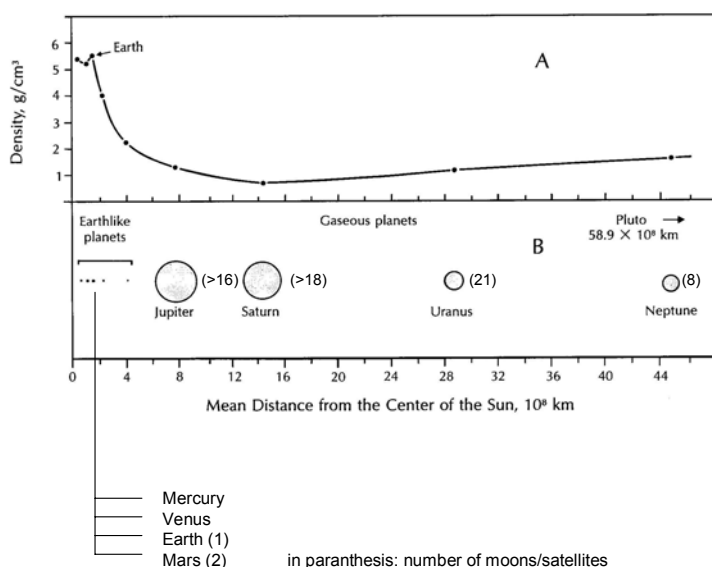 Density, g/cm³
6
5
4
3
2
1
Earth
A
Earthlike
planets
Gaseous planets
Pluto →
58.9 × 10⁸ km
B
(>16)
(>18)
(21)
(8)
Jupiter
Saturn
Uranus
Neptune
0 4 8 12 16 20 24 28 32 36 40 44
Mean Distance from the Center of the Sun, 10⁸ km
Mercury
Venus
Earth (1)
Mars (2) in paranthesis: number of moons/satellites